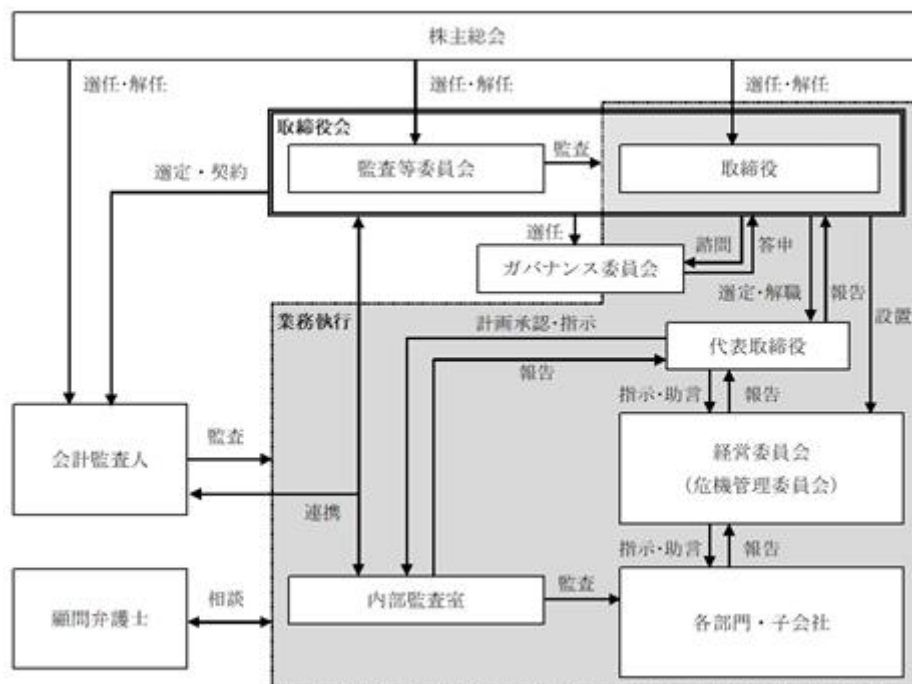 株主総会
選任・解任
選任・解任
選任・解任
取締役会
監査等委員会
監査
取締役
選定・契約
選任
諮問
答申
ガバナンス委員会
選定・解職
報告
設置
業務執行
計画承認・指示
代表取締役
報告
指示・助言
報告
会計監査人
監査
経営委員会
(危機管理委員会)
連携
指示・助言
報告
顧問弁護士
相談
内部監査室
監査
各部門・子会社